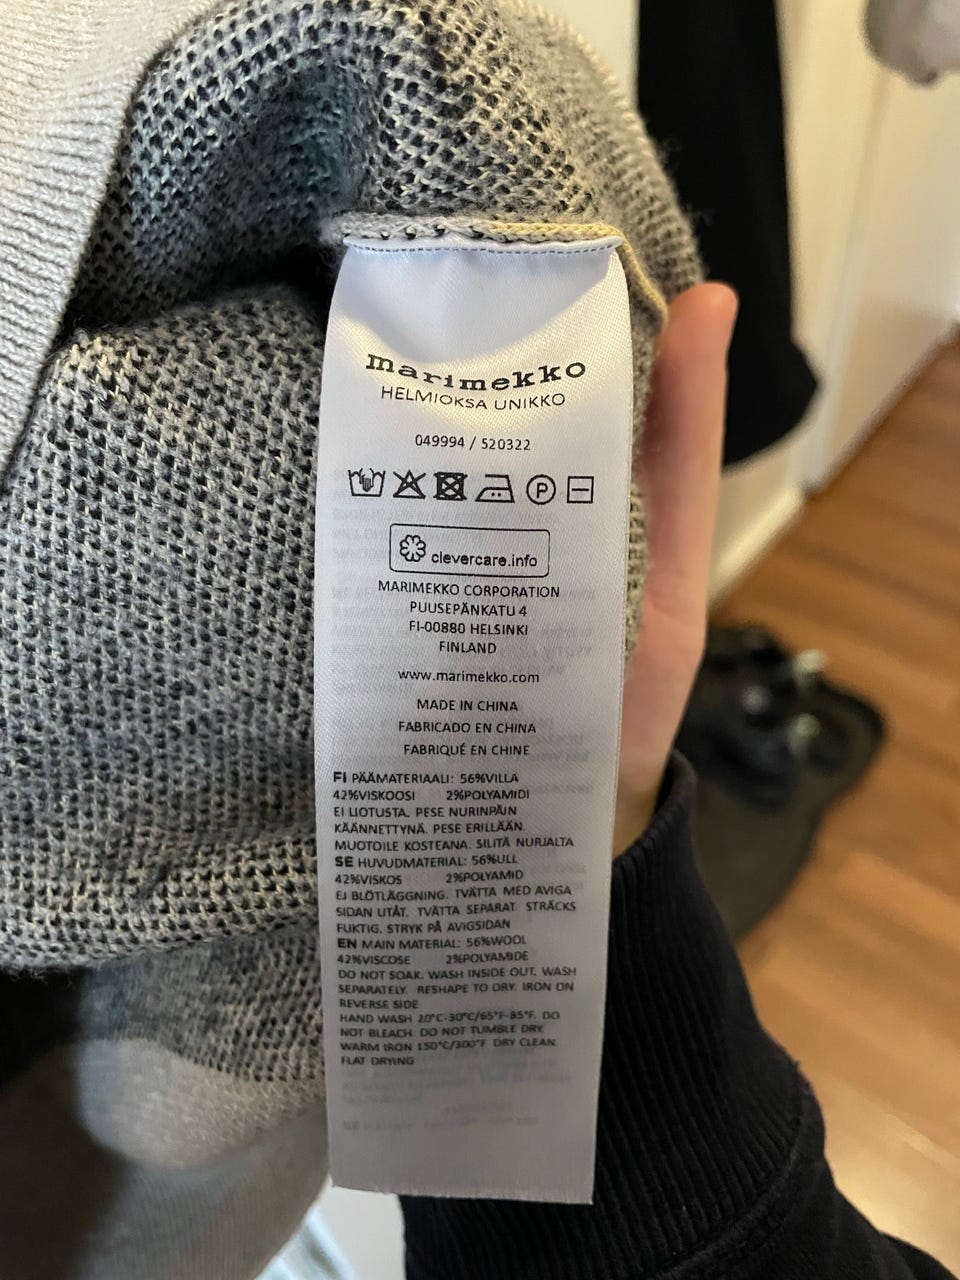 marimekko
HELMIOKSA UNIKKO
049994 / 520322
P
clevercare.info
MARIMEKKO CORPORATION
PUUSEPÄNKATU 4
FI-00880 HELSINKI
FINLAND
www.marimekko.com
MADE IN CHINA
FABRICADO EN CHINA
FABRIQUÉ EN CHINE
FI PÄÄMATERIAALI: 56%VILLA
42%VISKOOSI 2%POLYAMIDI
EI LIOTUSTA. PESE NURINPÄIN
KÄÄNNETTYNÄ. PESE ERILLÄÄN.
MUOTOILE KOSTEANA. SILITÄ NURJALTA
SE HUVUDMATERIAL: 56%ULL
42%VISKOS 2%POLYAMID
EJ BLÖTLÄGGNING. TVÄTTA MED AVIGA
SIDAN UTÅT. TVÄTTA SEPARAT. STRÄCKS
FUKTIG. STRYK PÅ AVIGSIDAN
EN MAIN MATERIAL: 56%WOOL
42%VISCOSE 2%POLYAMIDE
DO NOT SOAK. WASH INSIDE OUT. WASH
SEPARATELY. RESHAPE TO DRY. IRON ON
REVERSE SIDE
HAND WASH 20°C-30°C/65°F-85°F. DO
NOT BLEACH. DO NOT TUMBLE DRY.
WARM IRON 150°C/300°F DRY CLEAN.
FLAT DRYING